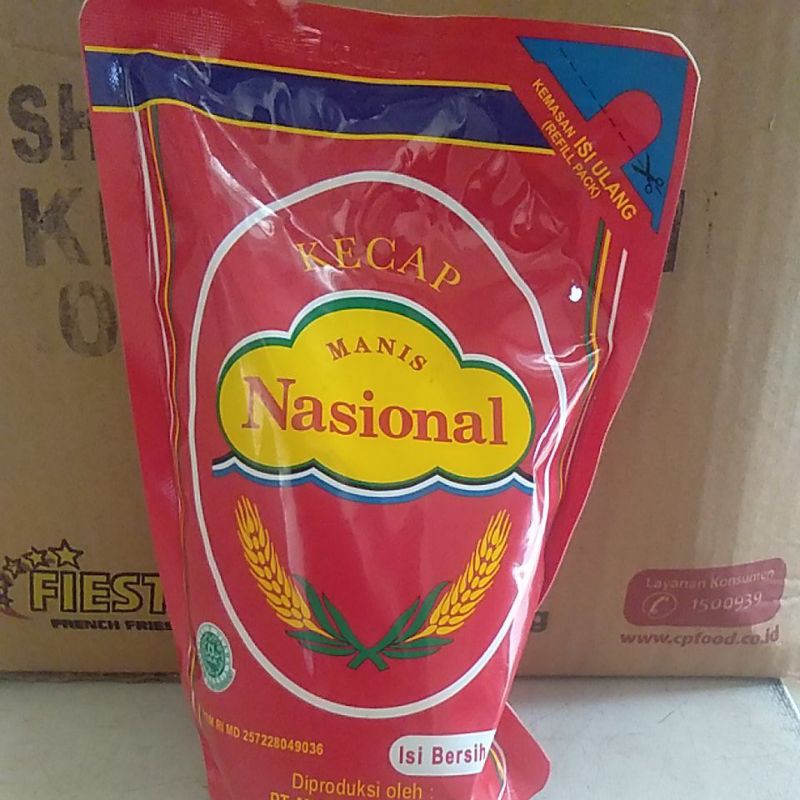 KEMASAN ISI ULANG
(REFILL PACK)
KECAP
MANIS
Nasional
RI MD 257228049036
Isi Bersih
Diproduksi oleh :
FIEST
FRENCH FRIES
Layanan Konsumen
1500939
www.cpfood.co.id